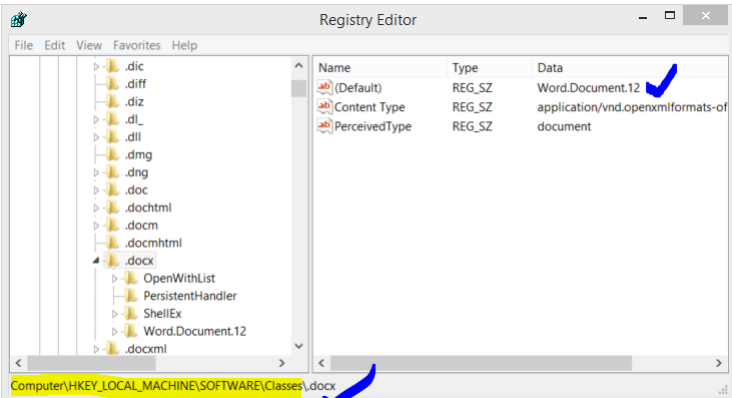 Registry Editor
File Edit View Favorites Help
.dic
.diff
.diz
.dl_
.dll
.dmg
.dng
.doc
.dochtml
.docm
.docmhtml
.docx
OpenWithList
PersistentHandler
ShellEx
Word.Document.12
.docxml
Name Type Data
(Default) REG_SZ Word.Document.12
Content Type REG_SZ application/vnd.openxmlformats-of
PerceivedType REG_SZ document
Computer\HKEY_LOCAL_MACHINE\SOFTWARE\Classes\.docx